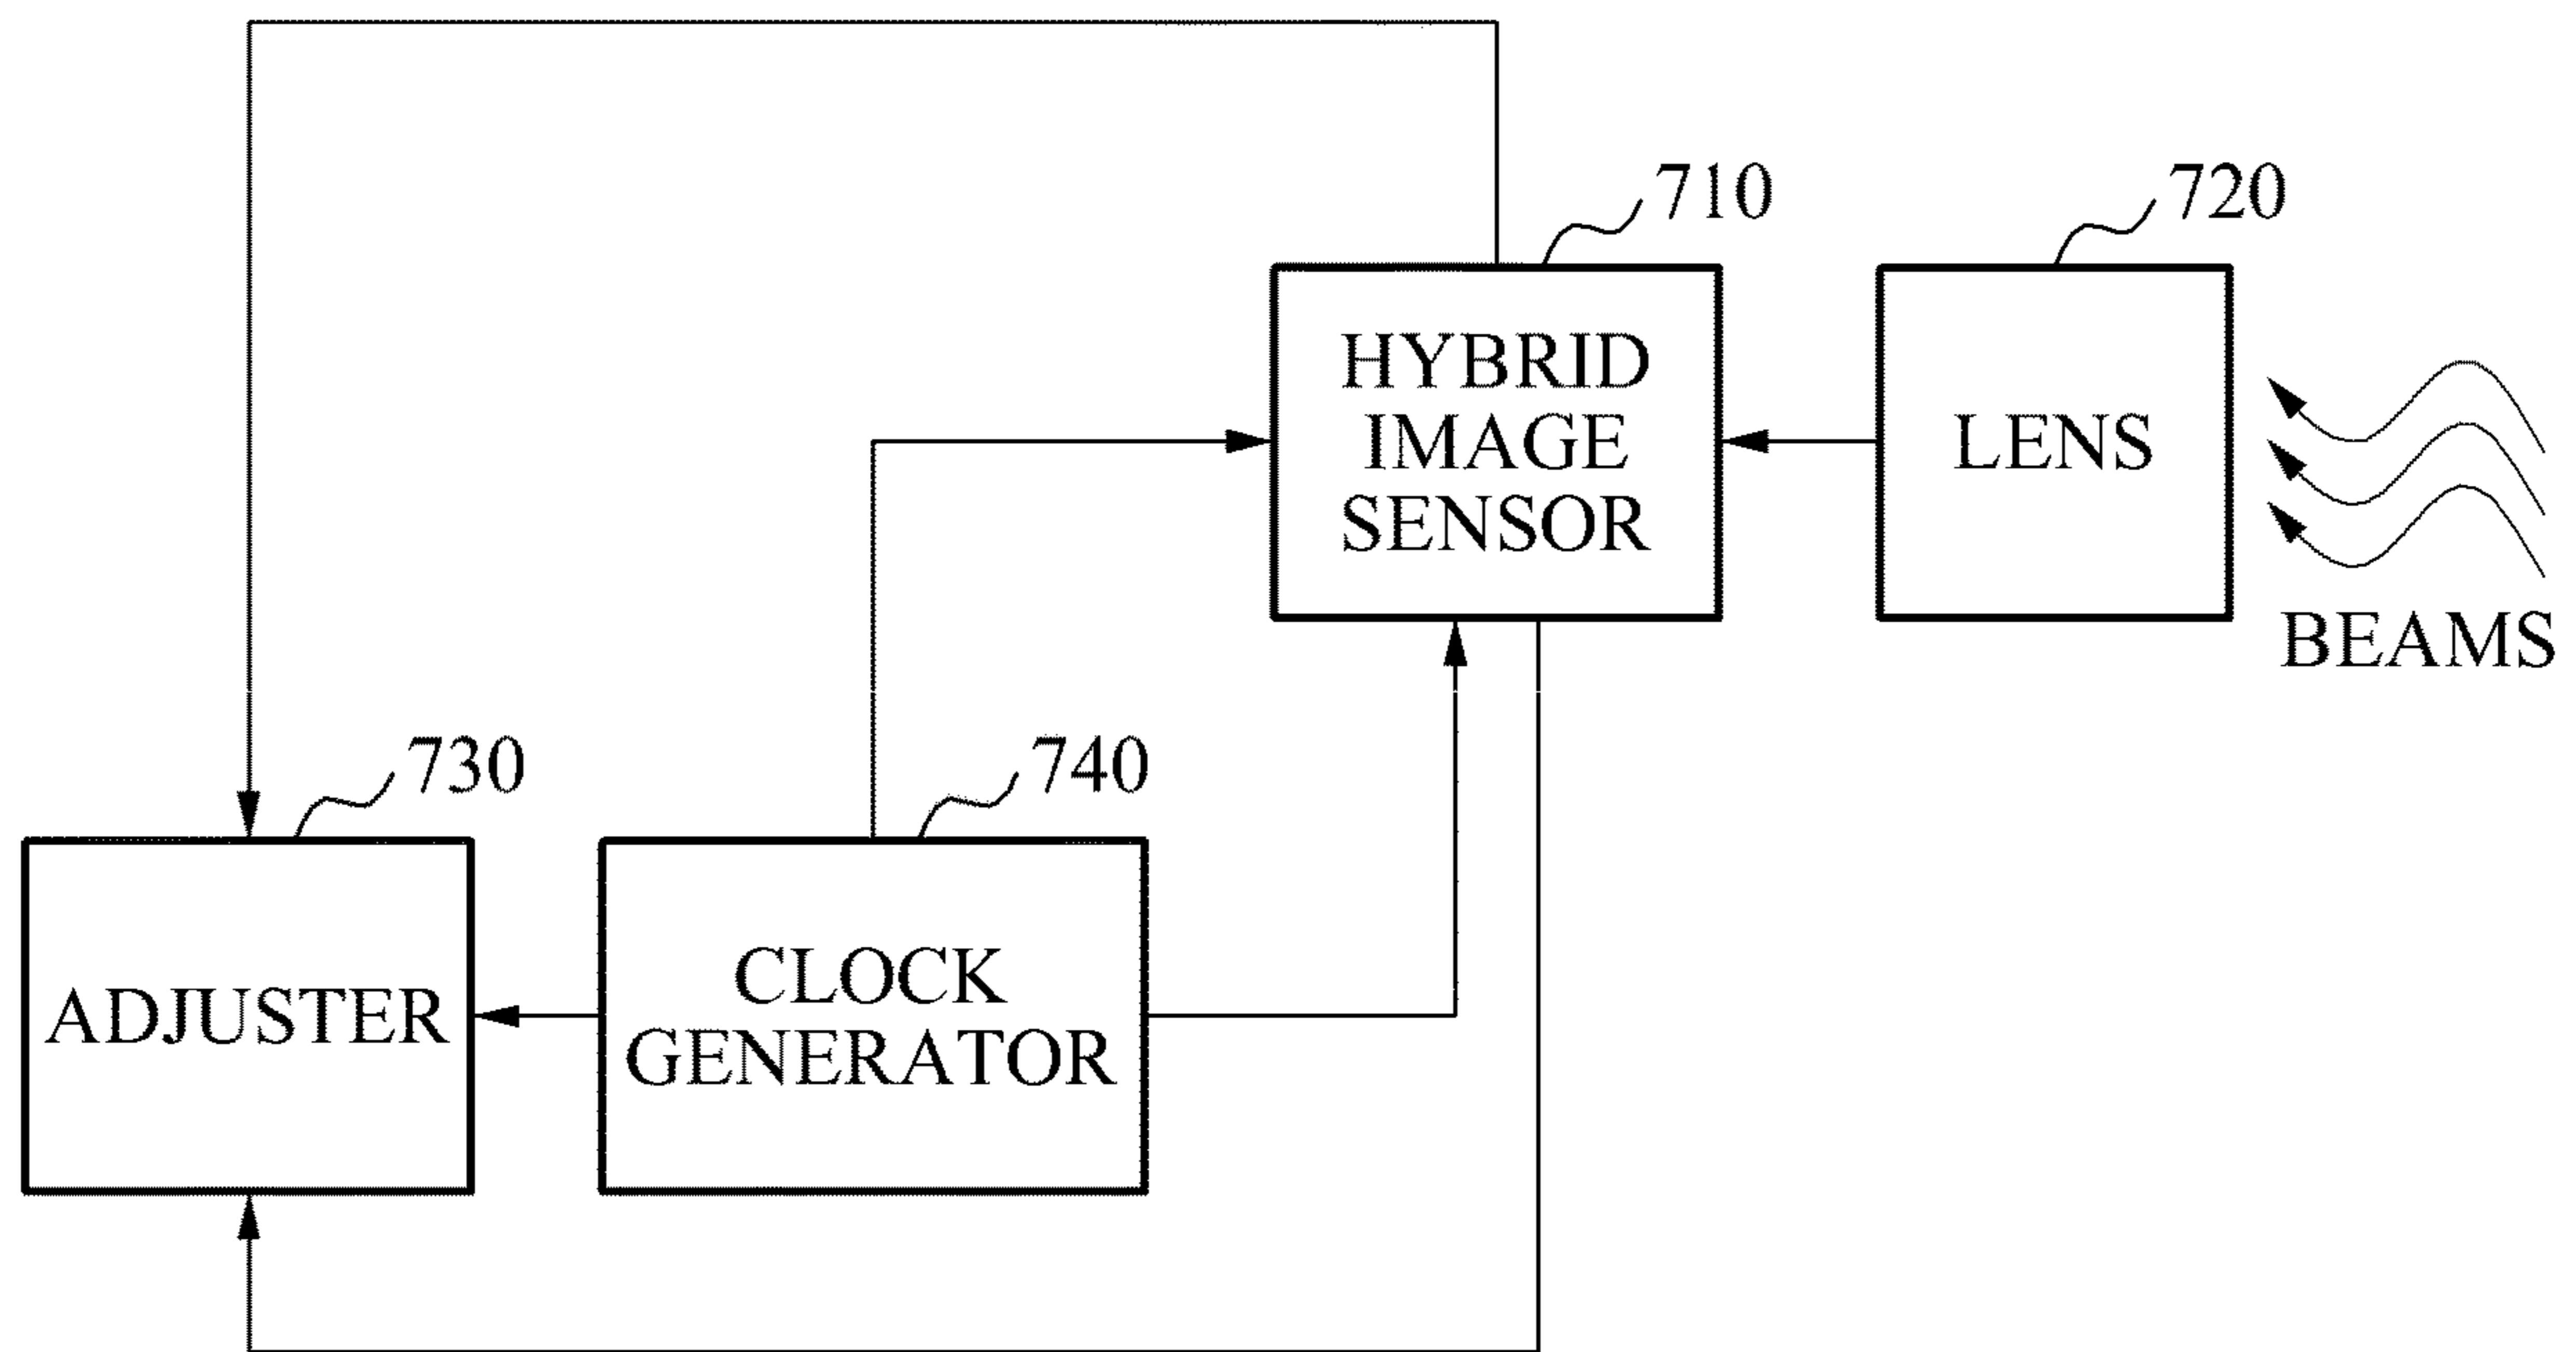 710
720
HYBRID
IMAGE
SENSOR
LENS
BEAMS
730
740
ADJUSTER
CLOCK
GENERATOR